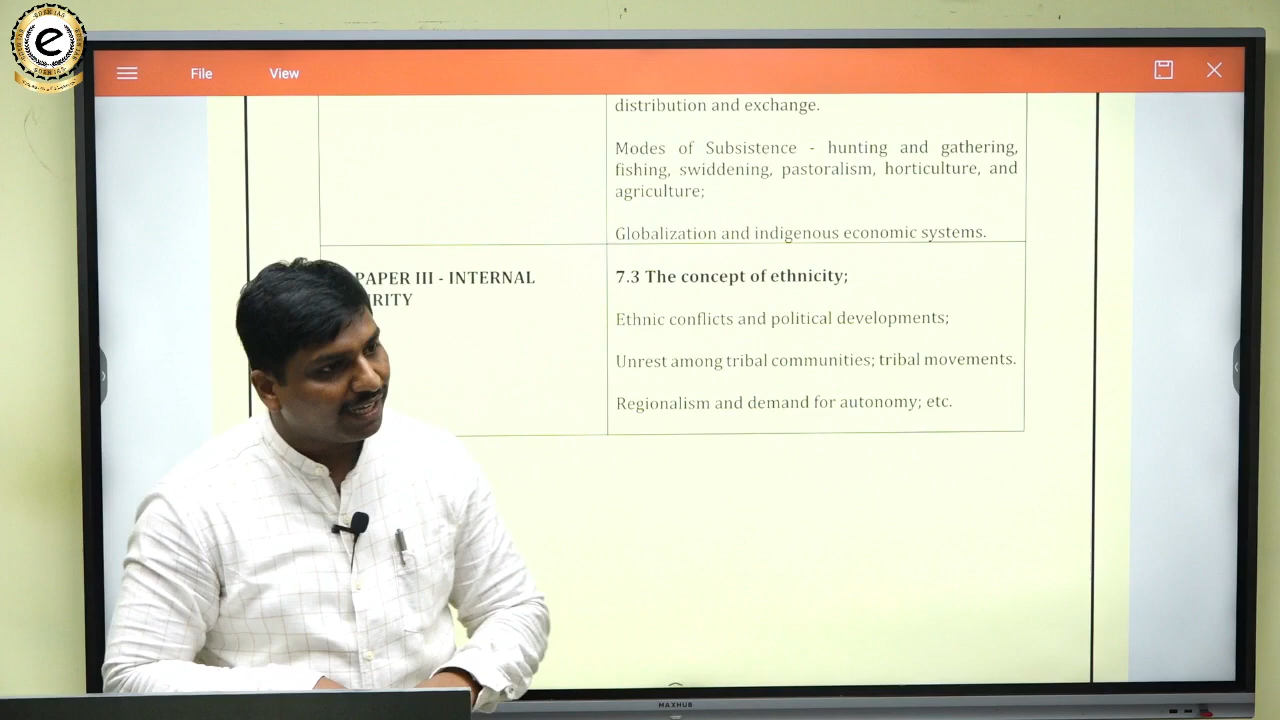 File
View
distribution and exchange.
Modes of Subsistence - hunting and gathering,
fishing, swiddening, pastoralism, horticulture, and
agriculture;
Globalization and indigenous economic systems.
PAPER III - INTERNAL
7.3 The concept of ethnicity;
Ethnic conflicts and political developments;
Unrest among tribal communities; tribal movements.
Regionalism and demand for autonomy; etc.
MAXHUB